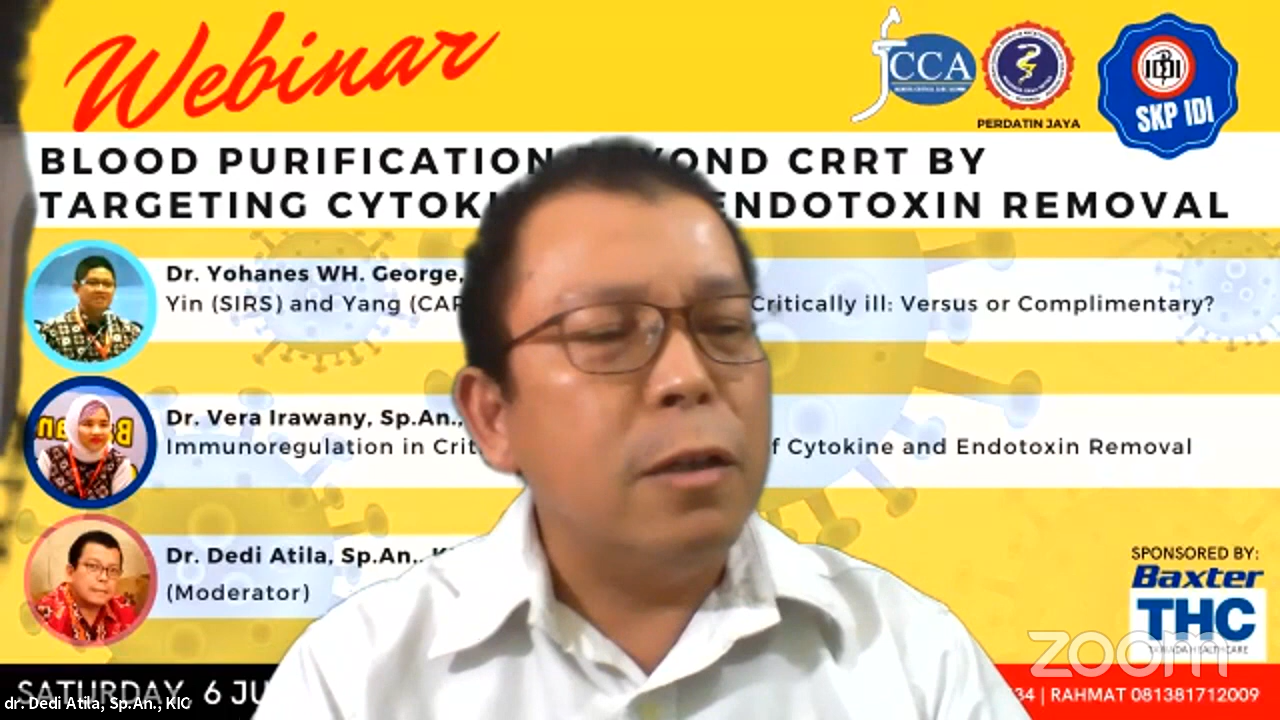 Webinar
JCCA
PERDATIN JAYA
IDI
SKP IDI
BLOOD PURIFICATION YOND CRRT BY
TARGETING CYTOKI ENDOTOXIN REMOVAL
Dr. Yohanes WH. George,
Yin (SIRS) and Yang (CAR Critically ill: Versus or Complimentary?
Dr. Vera Irawany, Sp.An.,
Immunoregulation in Crit f Cytokine and Endotoxin Removal
Dr. Dedi Atila, Sp.An., K
(Moderator)
SPONSORED BY:
Baxter
THC
zoom
SATURDAY, 6 JU 34 | RAHMAT 081381712009
dr. Dedi Atila, Sp.An., KIC